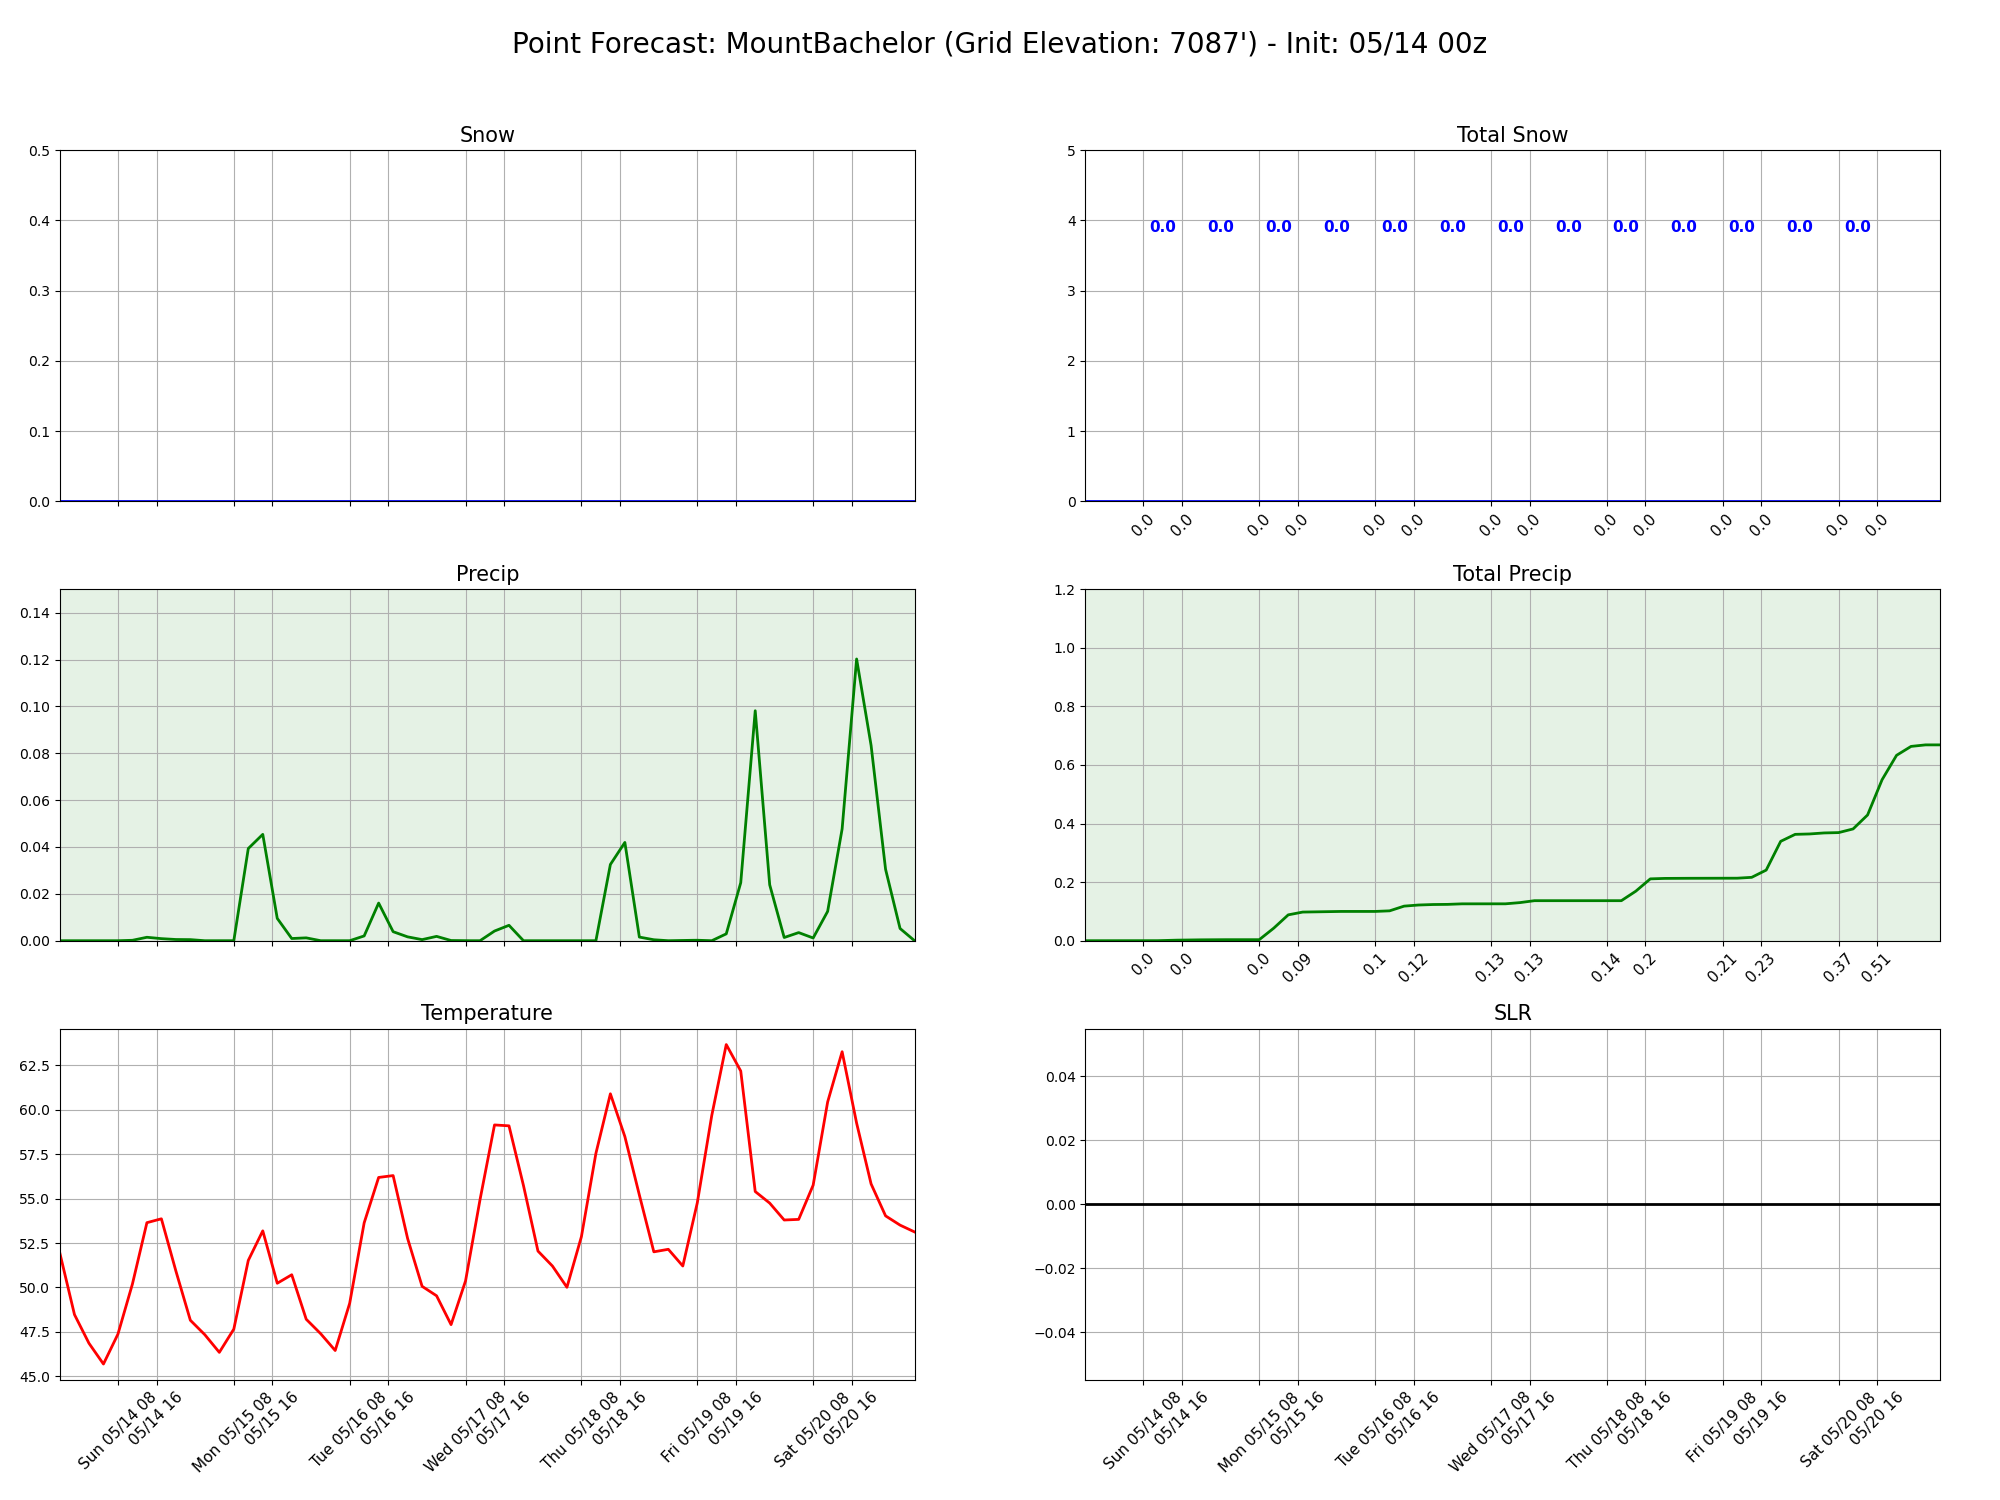 Point Forecast: MountBachelor (Grid Elevation: 7087') - Init: 05/14 00z
Snow
0.5
0.4
0.3
0.2
0.1
0.0
Total Snow
5
4
3
2
1
0
0.0 0.0 0.0 0.0 0.0 0.0 0.0 0.0 0.0 0.0 0.0 0.0 0.0
0.0 0.0 0.0 0.0 0.0 0.0 0.0 0.0 0.0 0.0 0.0 0.0 0.0 0.0
Precip
0.14
0.12
0.10
0.08
0.06
0.04
0.02
0.00
Total Precip
1.2
1.0
0.8
0.6
0.4
0.2
0.0
0.0 0.0 0.0 0.09 0.1 0.12 0.13 0.13 0.14 0.2 0.21 0.23 0.37 0.51
Temperature
62.5
60.0
57.5
55.0
52.5
50.0
47.5
45.0
Sun 05/14 08
05/14 16
Mon 05/15 08
05/15 16
Tue 05/16 08
05/16 16
Wed 05/17 08
05/17 16
Thu 05/18 08
05/18 16
Fri 05/19 08
05/19 16
Sat 05/20 08
05/20 16
SLR
0.04
0.02
0.00
−0.02
−0.04
Sun 05/14 08
05/14 16
Mon 05/15 08
05/15 16
Tue 05/16 08
05/16 16
Wed 05/17 08
05/17 16
Thu 05/18 08
05/18 16
Fri 05/19 08
05/19 16
Sat 05/20 08
05/20 16